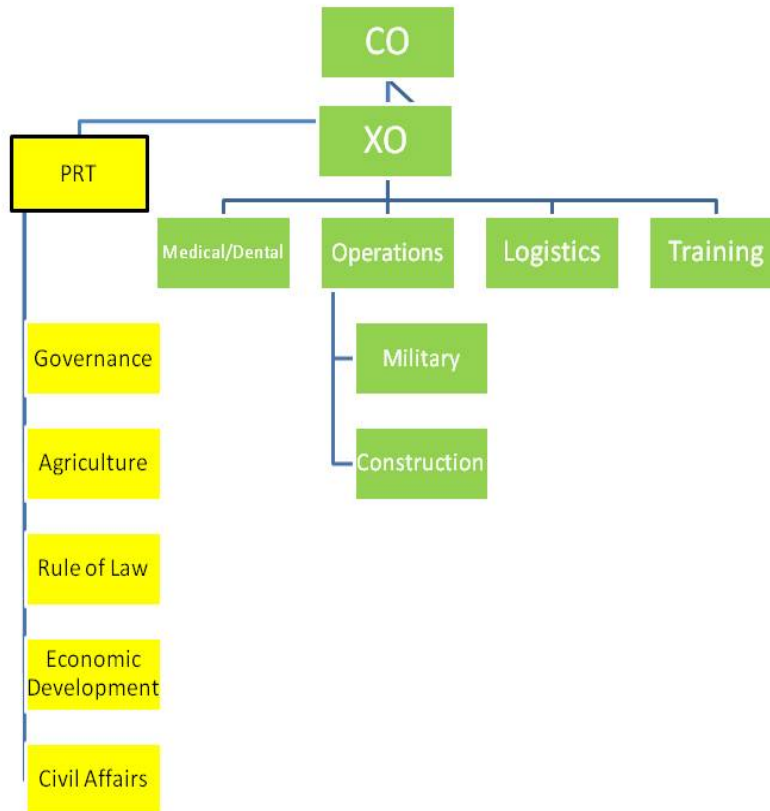 CO
XO
PRT
Medical/Dental
Operations
Logistics
Training
Governance
Military
Agriculture
Construction
Rule of Law
Economic
Development
Civil Affairs